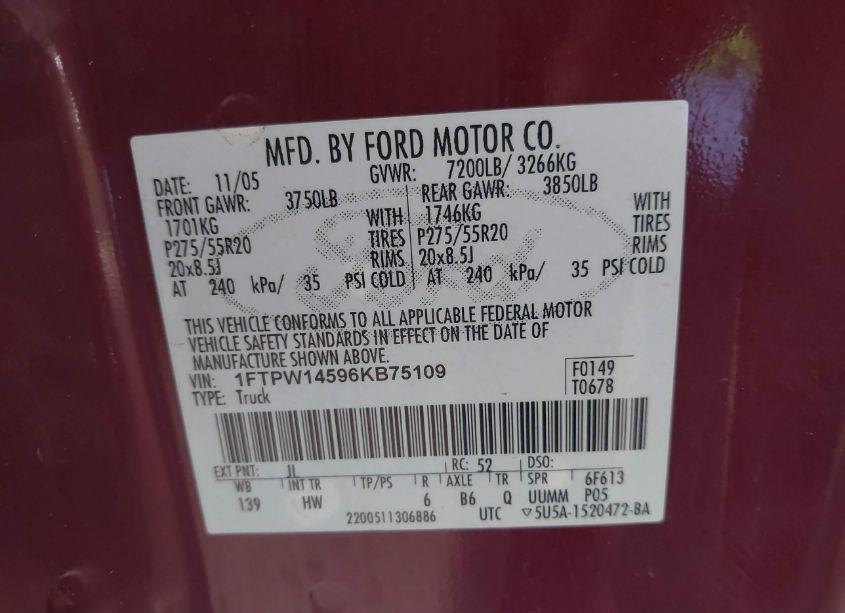 MFD. BY FORD MOTOR CO.
DATE: 11/05 GVWR: 7200LB/ 3266KG
FRONT GAWR: 3750LB REAR GAWR: 3850LB
1701KG WITH 1746KG WITH
P275/55R20 TIRES P275/55R20 TIRES
20x8.5J RIMS 20x8.5J RIMS
AT 240 kPa/ 35 PSI COLD AT 240 kPa/ 35 PSI COLD
THIS VEHICLE CONFORMS TO ALL APPLICABLE FEDERAL MOTOR
VEHICLE SAFETY STANDARDS IN EFFECT ON THE DATE OF
MANUFACTURE SHOWN ABOVE.
VIN: 1FTPW14596KB75109 F0149
TYPE: Truck T0678
EXT PNT: JL RC: 52 DSO:
WB INT TR TP/PS R AXLE TR SPR 6F613
139 HW 6 B6 Q UUMM P05
2200511306886 UTC ▽5U5A-1520472-BA